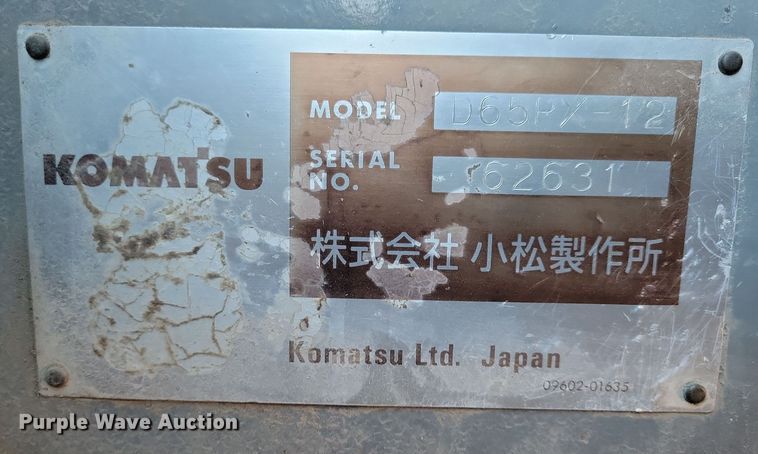 KOMATSU
MODEL D65PX-12
SERIAL NO. 62631
株式会社 小松製作所
Komatsu Ltd. Japan
09602-01635
Purple Wave Auction